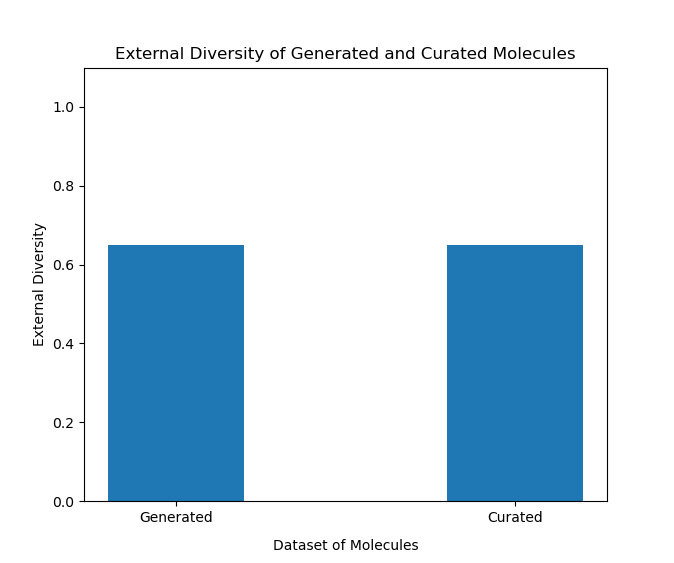 External Diversity of Generated and Curated Molecules
1.0
0.8
0.6
0.4
0.2
0.0
External Diversity
Generated
Curated
Dataset of Molecules